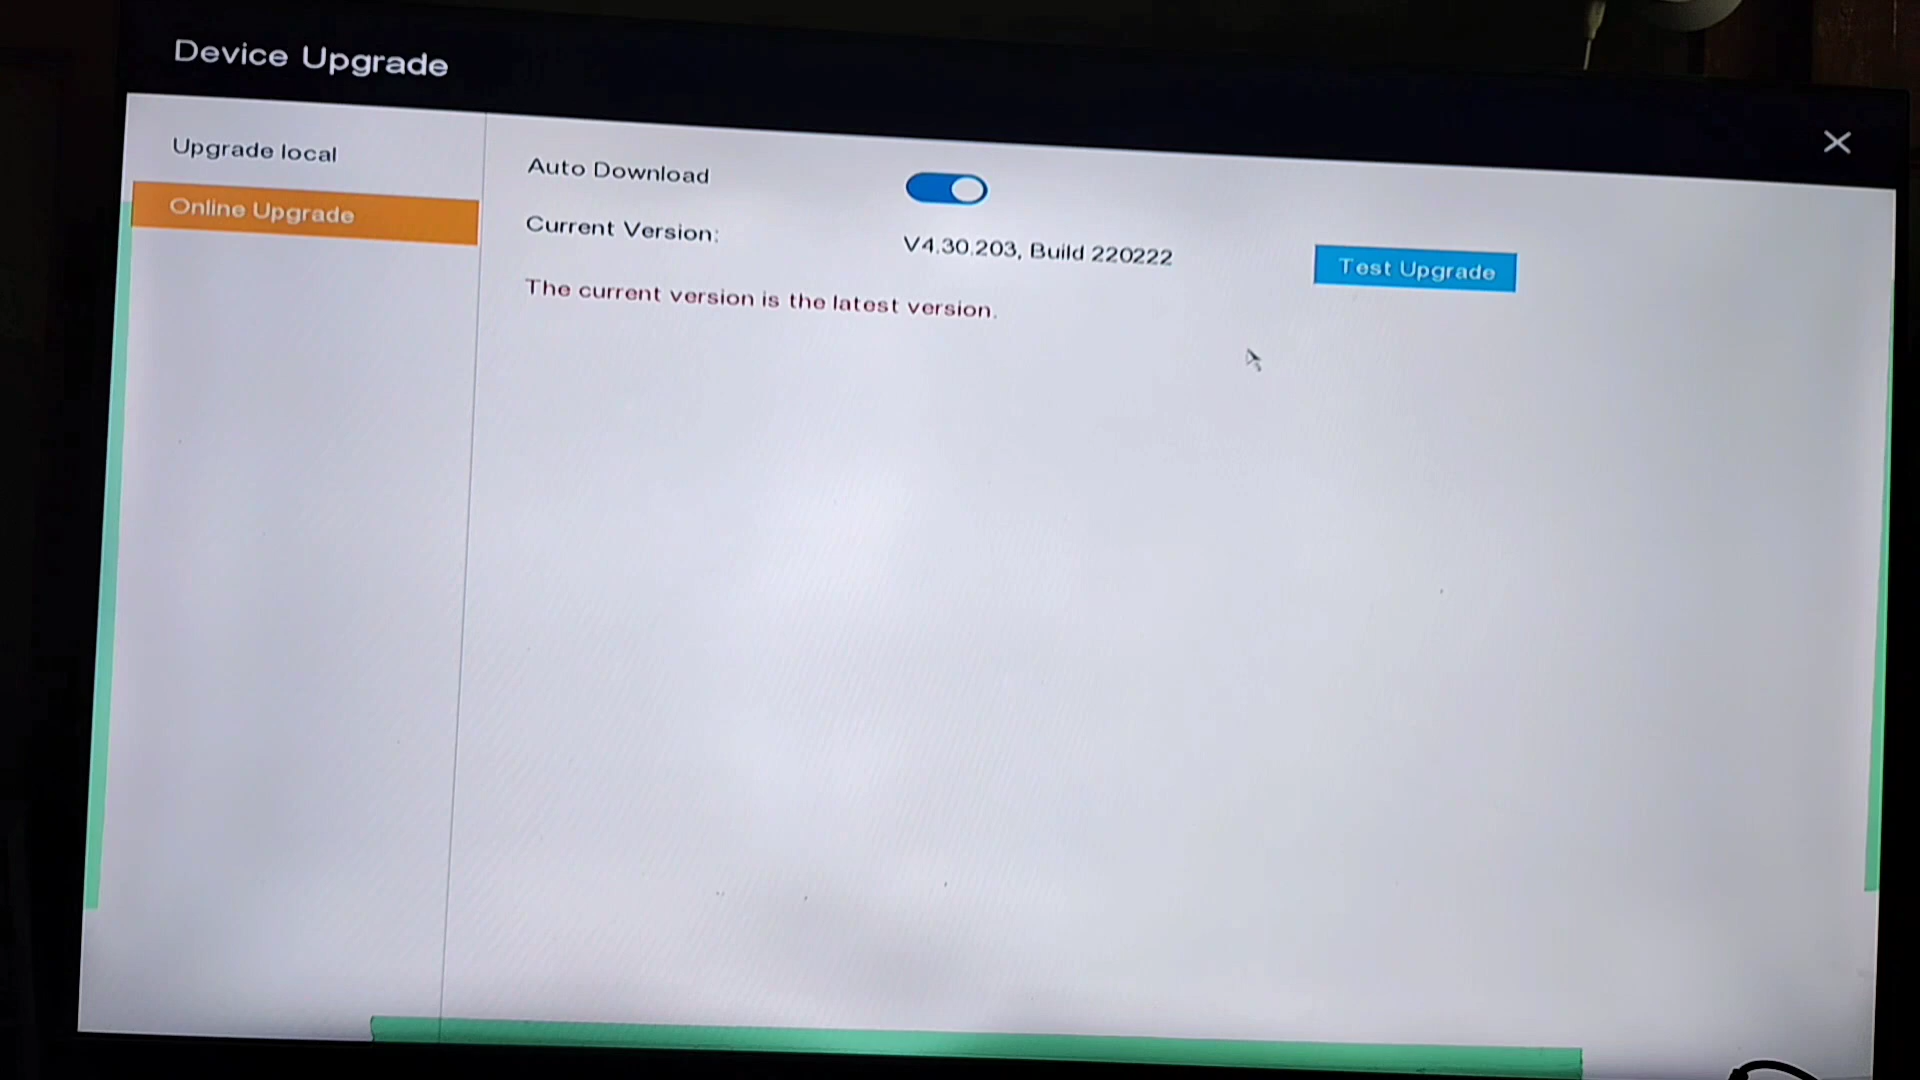 Device Upgrade
Upgrade local
Online Upgrade
Auto Download
Current Version:
V4.30.203, Build 220222
Test Upgrade
The current version is the latest version.